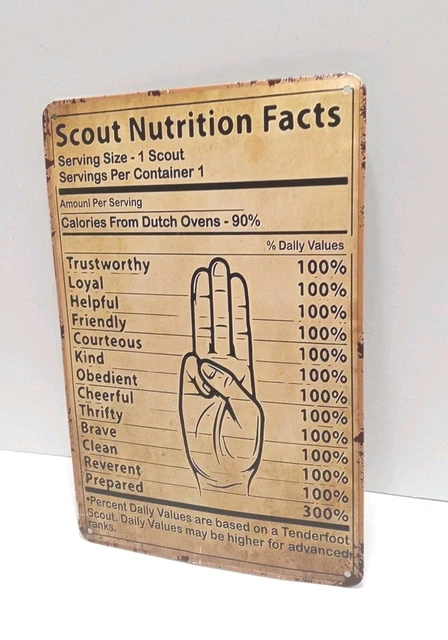 Scout Nutrition Facts
Serving Size - 1 Scout
Servings Per Container 1
Amount Per Serving
Calories From Dutch Ovens - 90%
% Daily Values
Trustworthy 100%
Loyal 100%
Helpful 100%
Friendly 100%
Courteous 100%
Kind 100%
Obedient 100%
Cheerful 100%
Thrifty 100%
Brave 100%
Clean 100%
Reverent 100%
Prepared 300%
*Percent Daily Values are based on a Tenderfoot
Scout. Daily Values may be higher for advanced
ranks.